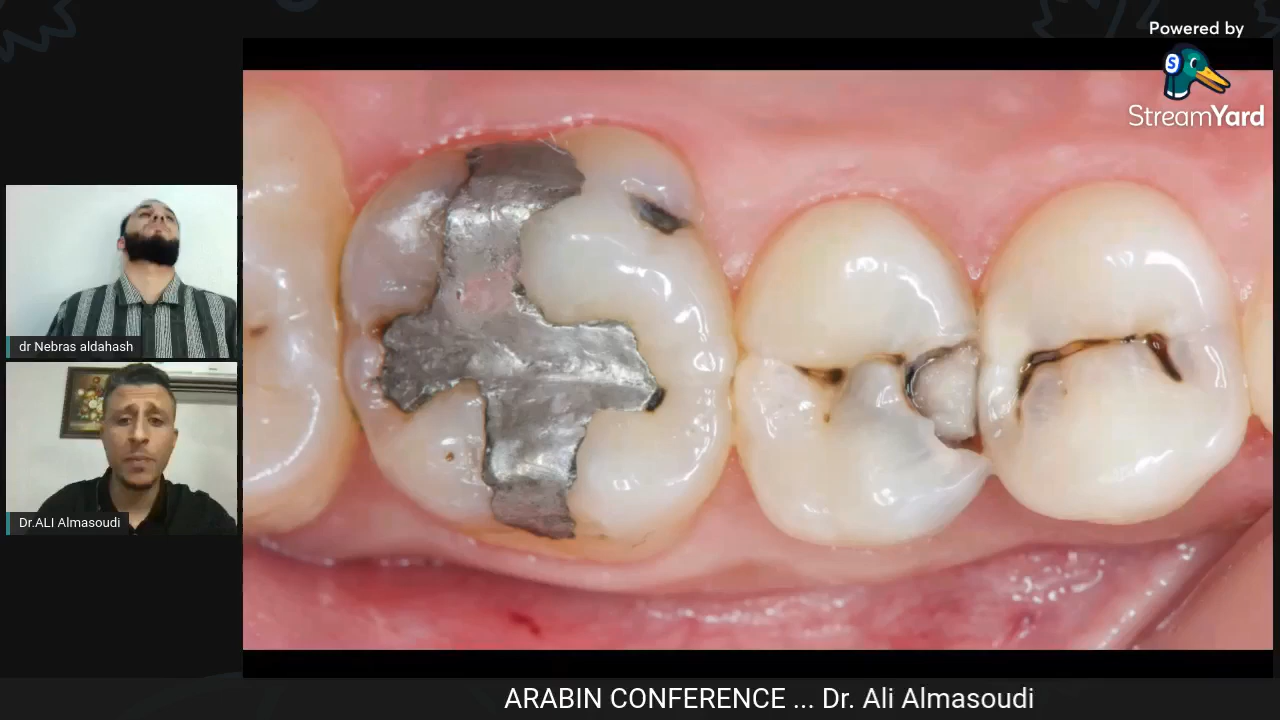 Powered by
S
StreamYard
dr Nebras aldahash
Dr.ALI Almasoudi
ARABIN CONFERENCE ... Dr. Ali Almasoudi